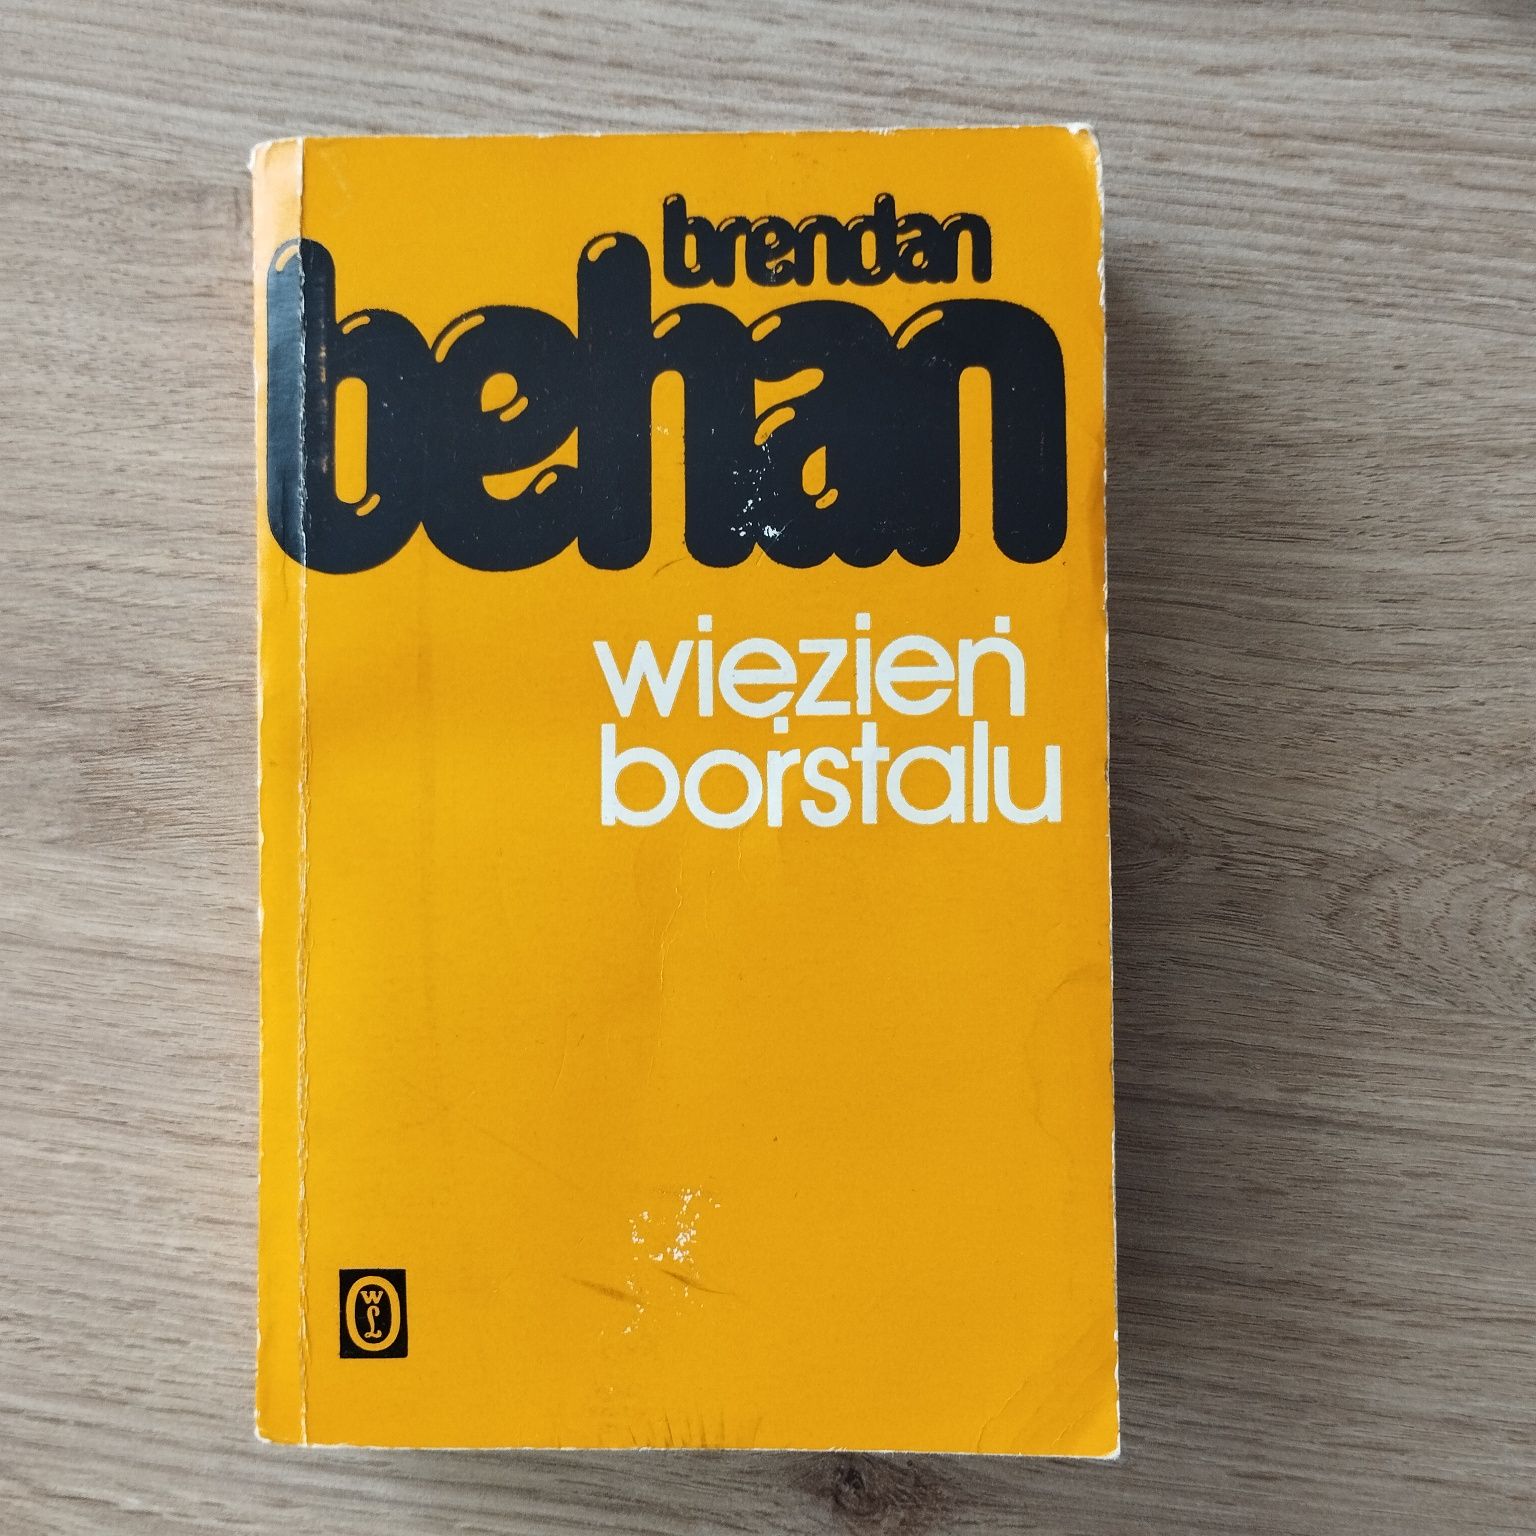 brendan
behan
więzień
borstalu
WL